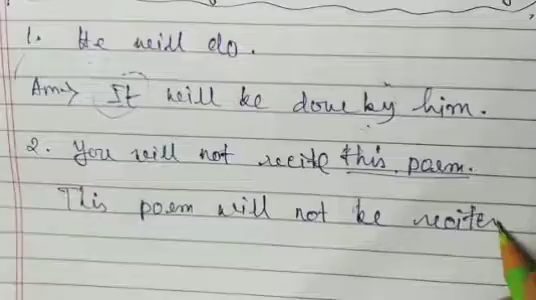 1. He will do.
Ans→ It will be done by him.
2. You will not recite this poem.
This poem will not be recite